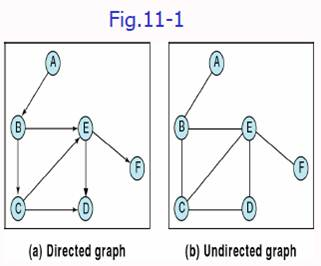 Fig.11-1
A
B
E
F
C
D
A
B
E
F
C
D
(a) Directed graph
(b) Undirected graph